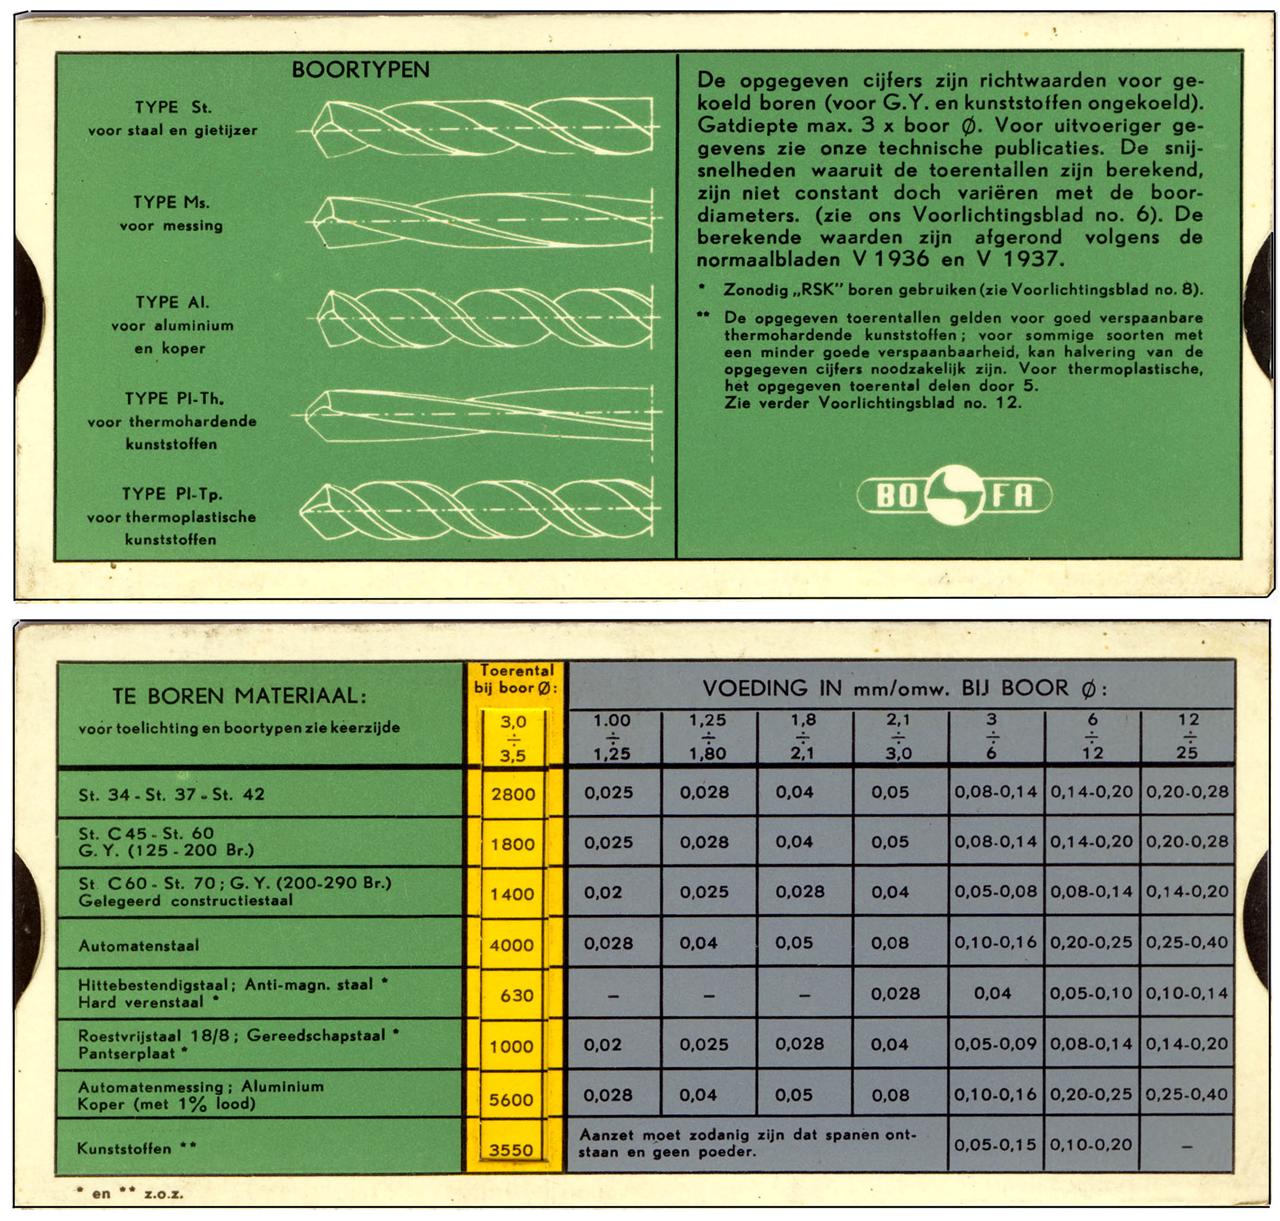 BOORTYPEN
TYPE St.
voor staal en gietijzer
TYPE Ms.
voor messing
TYPE Al.
voor aluminium
en koper
TYPE Pl-Th.
voor thermohardende
kunststoffen
TYPE Pl-Tp.
voor thermoplastische
kunststoffen
De opgegeven cijfers zijn richtwaarden voor ge-
koeld boren (voor G.Y. en kunststoffen ongekoeld).
Gatdiepte max. 3 x boor Ø. Voor uitvoeriger ge-
gevens zie onze technische publicaties. De snij-
snelheden waaruit de toerentallen zijn berekend,
zijn niet constant doch variëren met de boor-
diameters. (zie ons Voorlichtingsblad no. 6). De
berekende waarden zijn afgerond volgens de
normaalbladen V 1936 en V 1937.
* Zonodig „RSK" boren gebruiken (zie Voorlichtingsblad no. 8).
** De opgegeven toerentallen gelden voor goed verspaanbare
thermohardende kunststoffen; voor sommige soorten met
een minder goede verspaanbaarheid, kan halvering van de
opgegeven cijfers noodzakelijk zijn. Voor thermoplastische,
het opgegeven toerental delen door 5.
Zie verder Voorlichtingsblad no. 12.
BO FA
TE BOREN MATERIAAL:
voor toelichting en boortypen zie keerzijde
Toerental
bij boor Ø:
VOEDING IN mm/omw. BIJ BOOR Ø:
3,0 ÷ 3,5 1.00 ÷ 1,25 1,25 ÷ 1,80 1,8 ÷ 2,1 2,1 ÷ 3,0 3 ÷ 6 6 ÷ 12 12 ÷ 25
St. 34 - St. 37 - St. 42 2800 0,025 0,028 0,04 0,05 0,08-0,14 0,14-0,20 0,20-0,28
St. C 45 - St. 60
G. Y. (125 - 200 Br.) 1800 0,025 0,028 0,04 0,05 0,08-0,14 0,14-0,20 0,20-0,28
St C 60 - St. 70; G. Y. (200-290 Br.)
Gelegeerd constructiestaal 1400 0,02 0,025 0,028 0,04 0,05-0,08 0,08-0,14 0,14-0,20
Automatenstaal 4000 0,028 0,04 0,05 0,08 0,10-0,16 0,20-0,25 0,25-0,40
Hittebestendigstaal; Anti-magn. staal *
Hard verenstaal * 630 – – – 0,028 0,04 0,05-0,10 0,10-0,14
Roestvrijstaal 18/8; Gereedschapstaal *
Pantserplaat * 1000 0,02 0,025 0,028 0,04 0,05-0,09 0,08-0,14 0,14-0,20
Automatenmessing; Aluminium
Koper (met 1% lood) 5600 0,028 0,04 0,05 0,08 0,10-0,16 0,20-0,25 0,25-0,40
Kunststoffen ** 3550 Aanzet moet zodanig zijn dat spanen ont-
staan en geen poeder. 0,05-0,15 0,10-0,20 –
* en ** z.o.z.